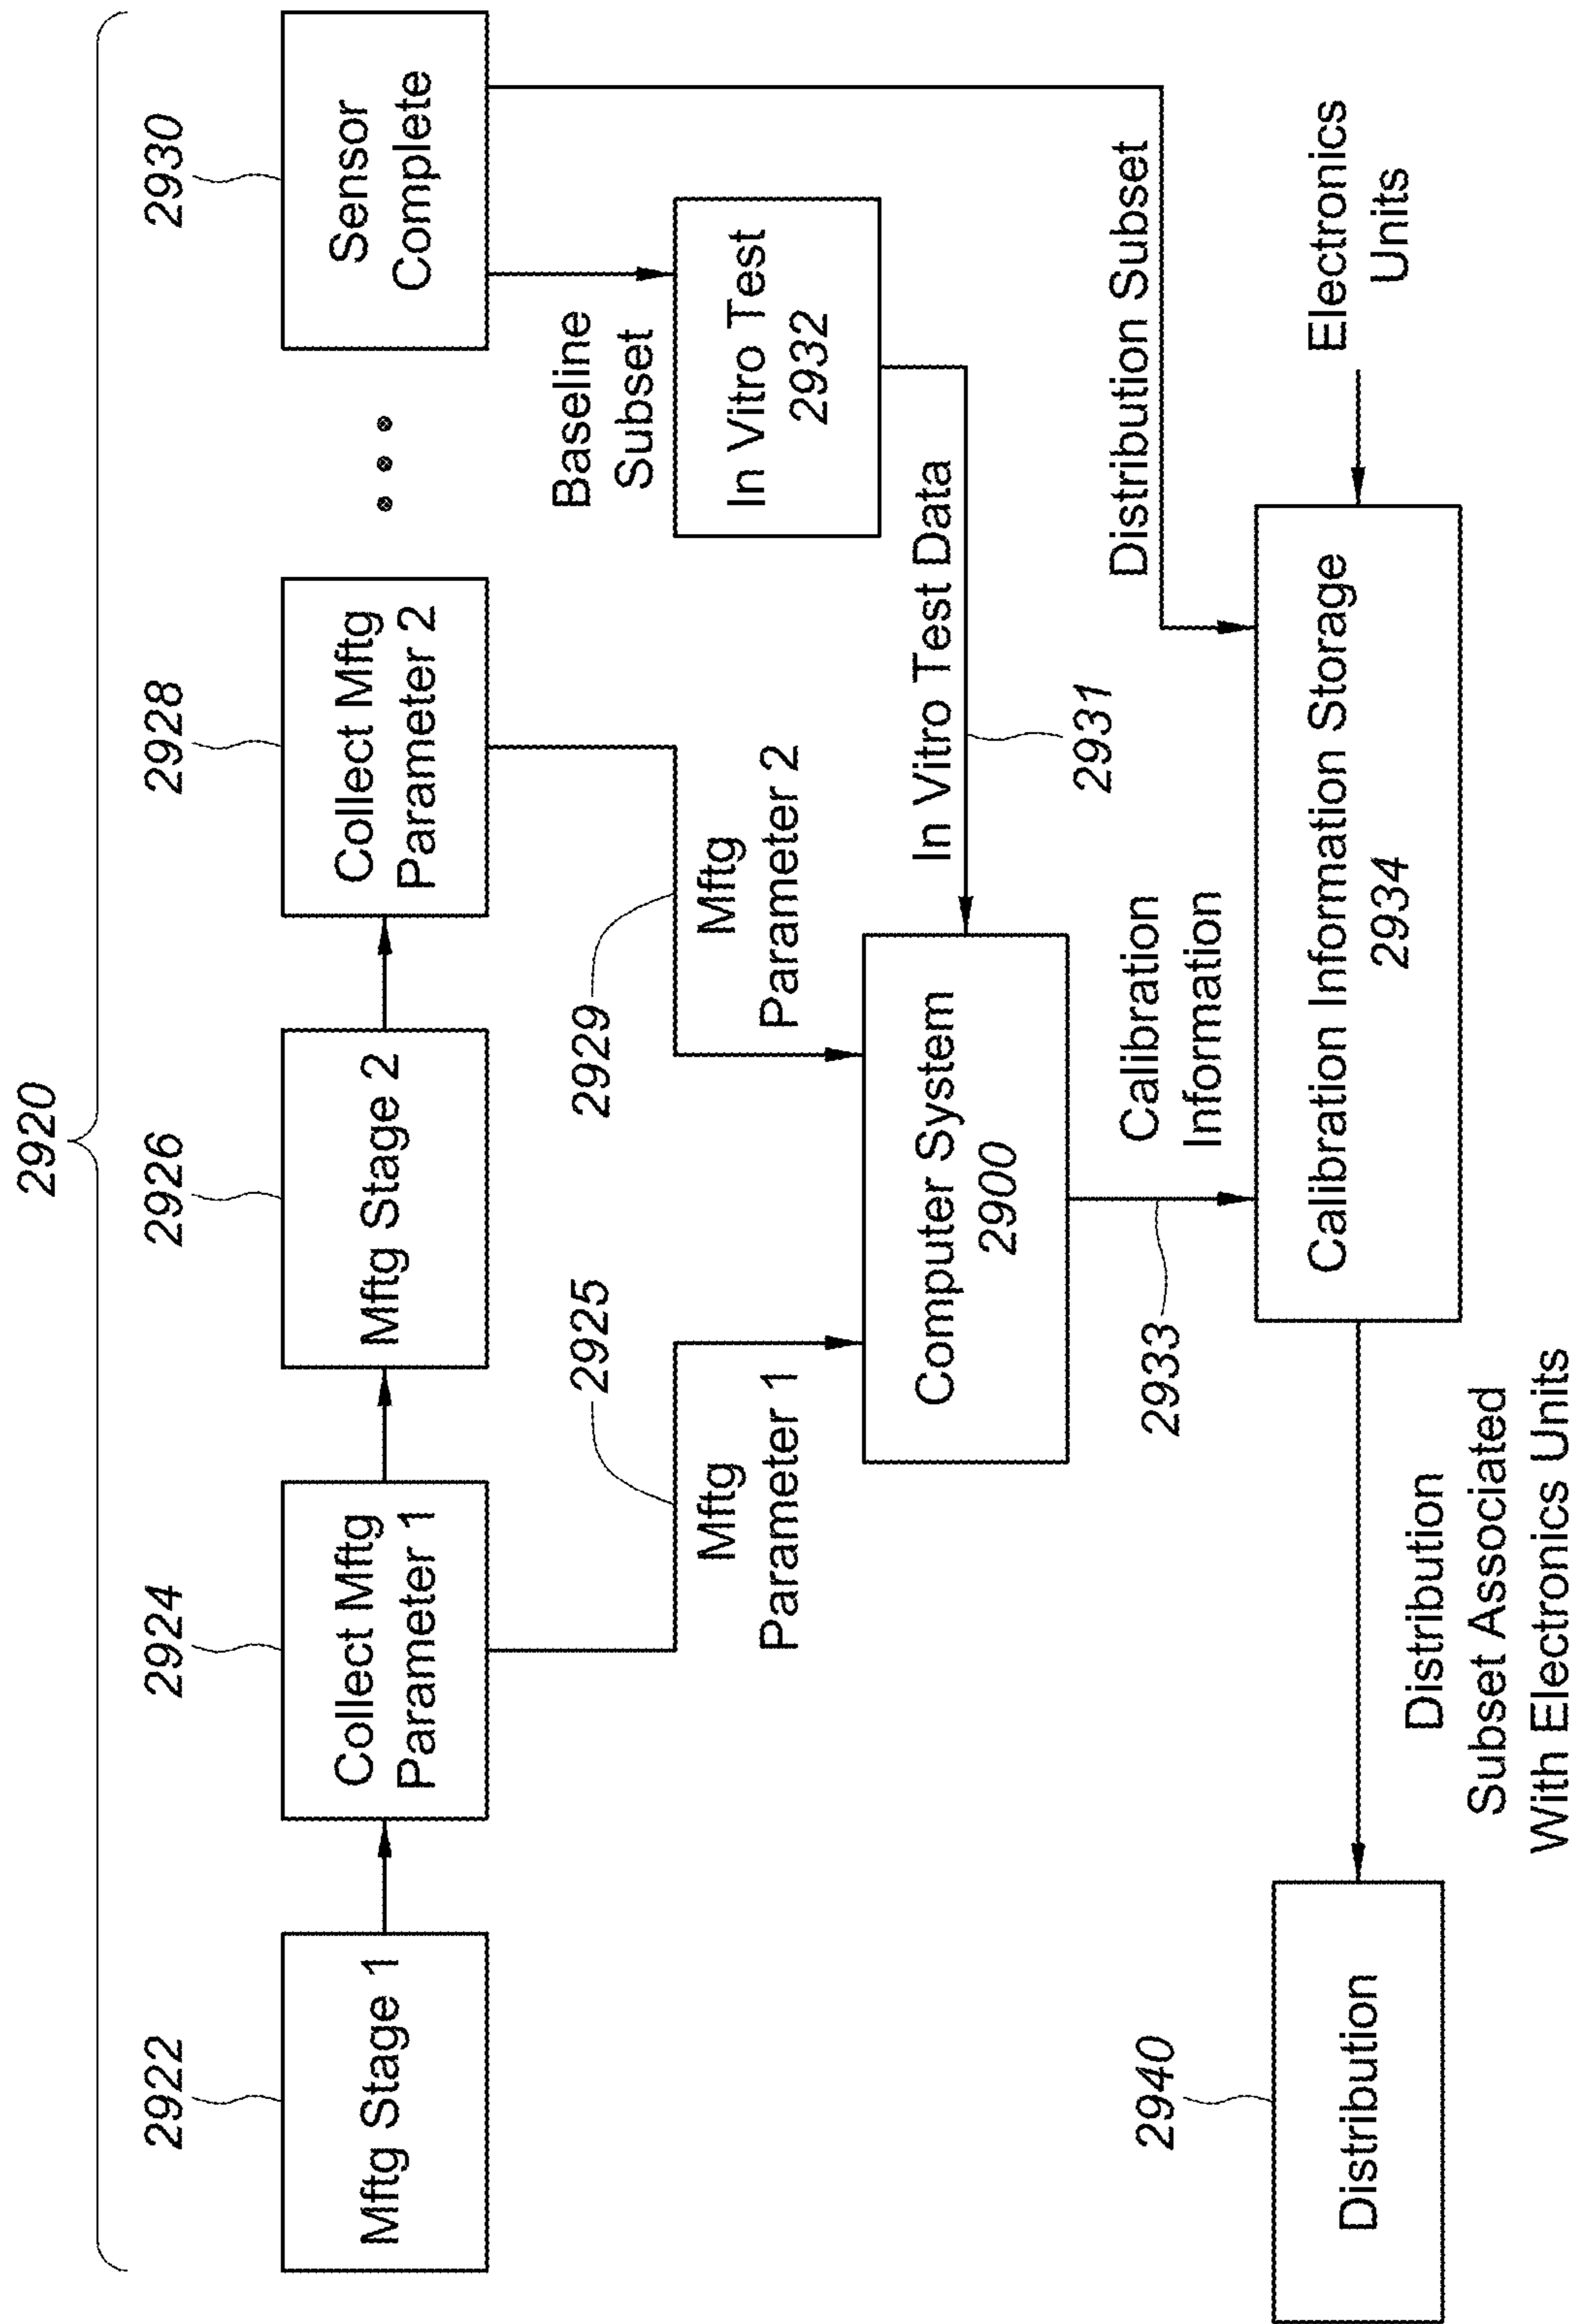 2920
2922
2924
2926
2928
2930
Mftg Stage 1
Collect Mftg
Parameter 1
Mftg Stage 2
Collect Mftg
Parameter 2
Sensor
Complete
2925
2929
Baseline
Subset
Mftg
Parameter 1
Mftg
Parameter 2
In Vitro Test
2932
Computer System
2900
In Vitro Test Data
2931
2933
Calibration
Information
Distribution Subset
2940
Distribution
Calibration Information Storage
2934
Electronics
Units
Distribution
Subset Associated
With Electronics Units